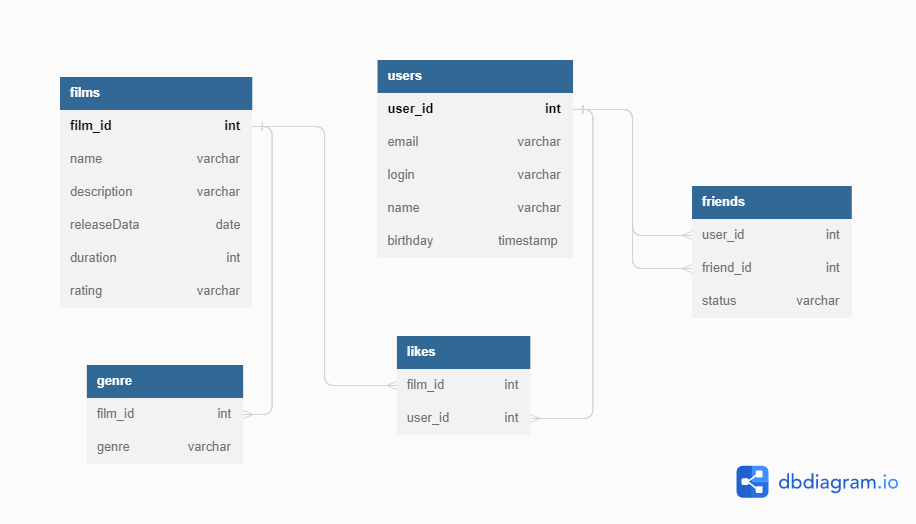 films
film_id int
name varchar
description varchar
releaseData date
duration int
rating varchar
users
user_id int
email varchar
login varchar
name varchar
birthday timestamp
friends
user_id int
friend_id int
status varchar
genre
film_id int
genre varchar
likes
film_id int
user_id int
dbdiagram.io